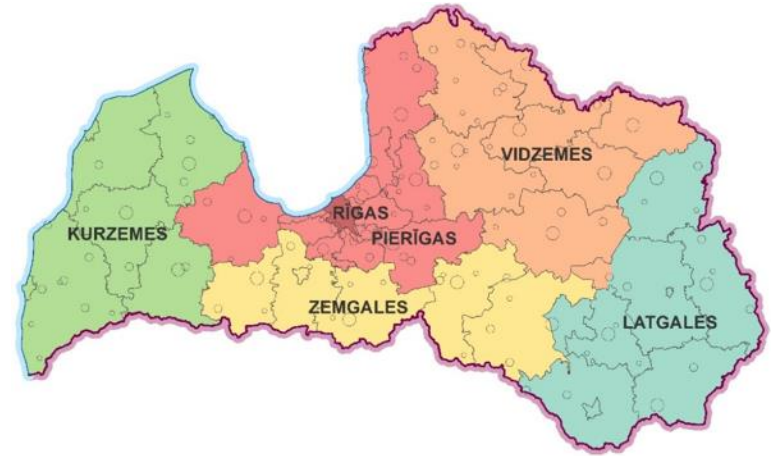 VIDZEMES
RĪGAS
KURZEMES
PIERĪGAS
ZEMGALES
LATGALES